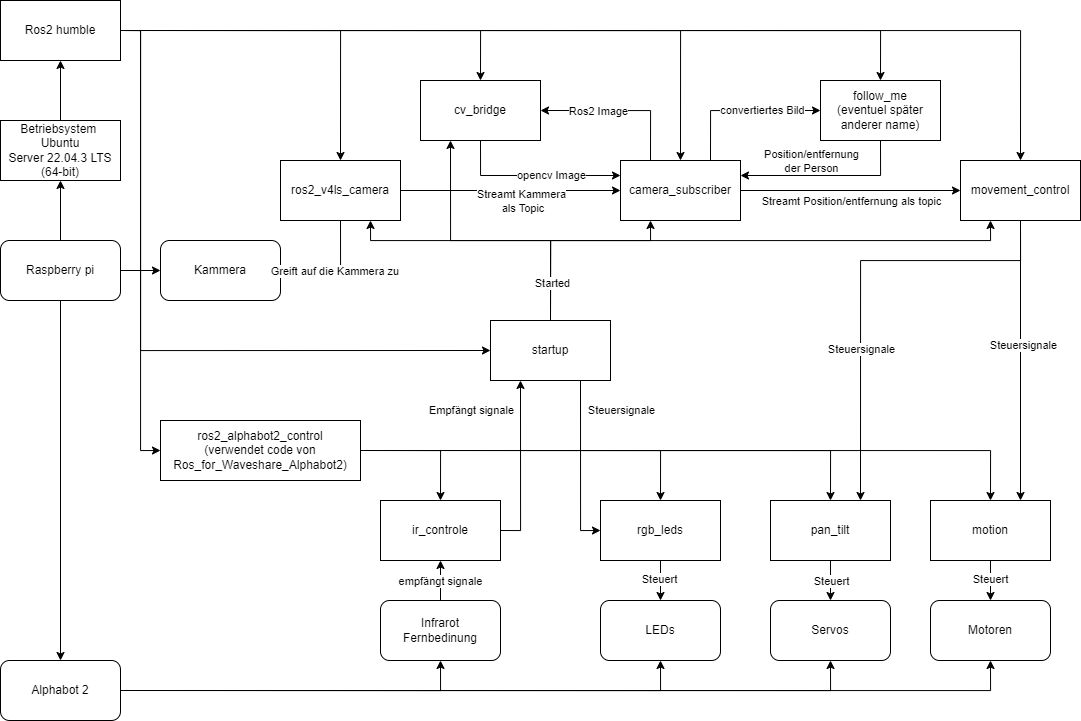 Ros2 humble
Betriebsystem
Ubuntu
Server 22.04.3 LTS
(64-bit)
cv_bridge
Ros2 Image
convertiertes Bild
follow_me
(eventuel später
anderer name)
opencv Image
Position/entfernung
der Person
ros2_v4ls_camera
Streamt Kammera
als Topic
camera_subscriber
Streamt Position/entfernung als topic
movement_control
Raspberry pi
Kammera
Greift auf die Kammera zu
Started
startup
Steuersignale
Steuersignale
Empfängt signale
Steuersignale
ros2_alphabot2_control
(verwendet code von
Ros_for_Waveshare_Alphabot2)
ir_controle
rgb_leds
pan_tilt
motion
empfängt signale
Steuert
Steuert
Steuert
Infrarot
Fernbedinung
LEDs
Servos
Motoren
Alphabot 2